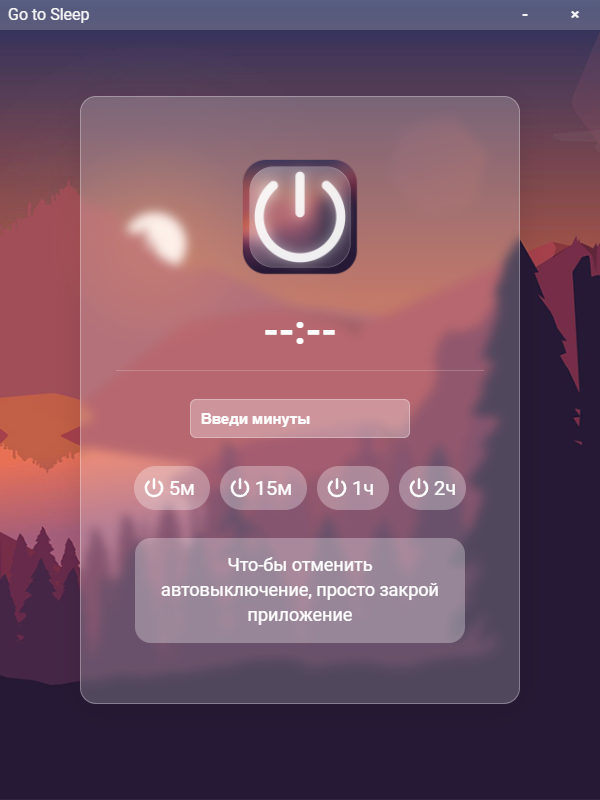 Go to Sleep
--:--
Введи минуты
5м
15м
1ч
2ч
Что-бы отменить
автовыключение, просто закрой
приложение